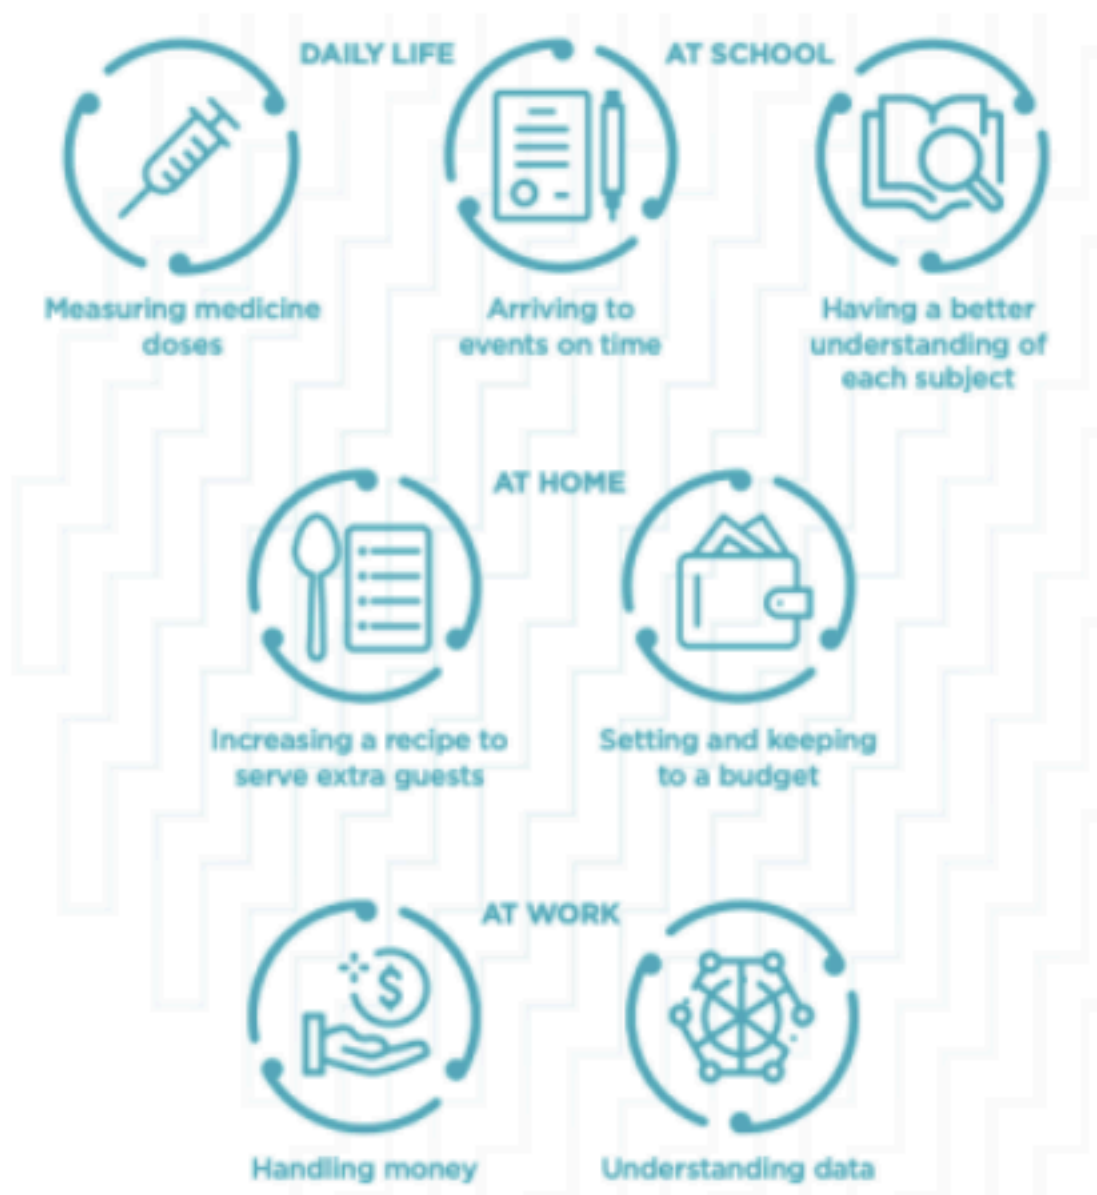 DAILY LIFE
AT SCHOOL
Measuring medicine
doses
Arriving to
events on time
Having a better
understanding of
each subject
AT HOME
Increasing a recipe to
serve extra guests
Setting and keeping
to a budget
AT WORK
$
Handling money
Understanding data